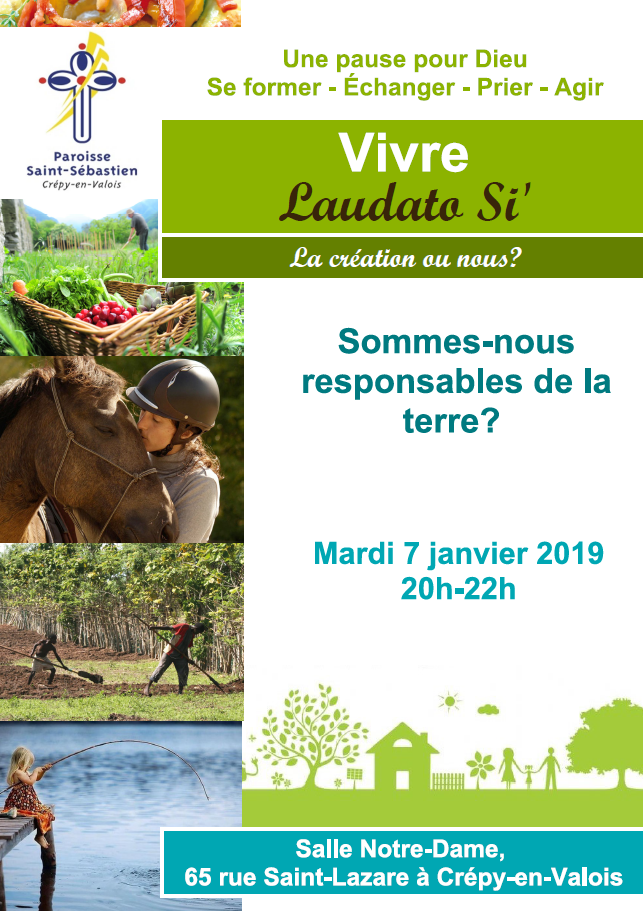 Une pause pour Dieu
Se former - Échanger - Prier - Agir
Paroisse
Saint-Sébastien
Crépy-en-Valois
Vivre
Laudato Si'
La création ou nous?
Sommes-nous
responsables de la
terre?
Mardi 7 janvier 2019
20h-22h
Salle Notre-Dame,
65 rue Saint-Lazare à Crépy-en-Valois